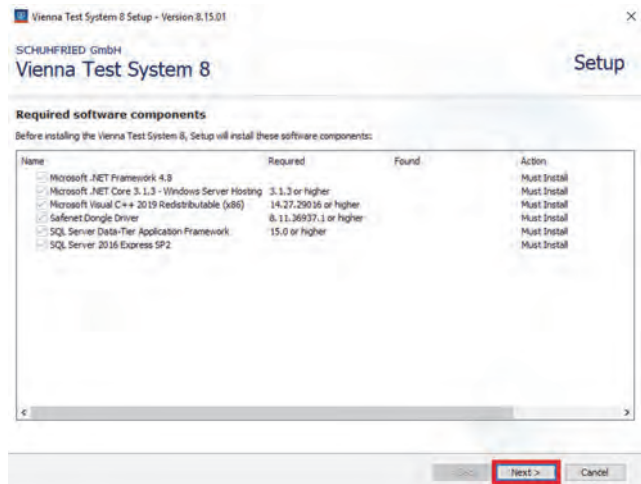 Vienna Test System 8 Setup - Version 8.15.01
SCHUHFRIED GmbH
Vienna Test System 8
Setup
Required software components
Before installing the Vienna Test System 8, Setup will install these software components:
Name Required Found Action
Microsoft .NET Framework 4.8 Must Install
Microsoft .NET Core 3.1.3 - Windows Server Hosting 3.1.3 or higher Must Install
Microsoft Visual C++ 2019 Redistributable (x86) 14.27.29016 or higher Must Install
Safenet Dongle Driver 8.11.36937.1 or higher Must Install
SQL Server Data-Tier Application Framework 15.0 or higher Must Install
SQL Server 2016 Express SP2 Must Install
Next > Cancel